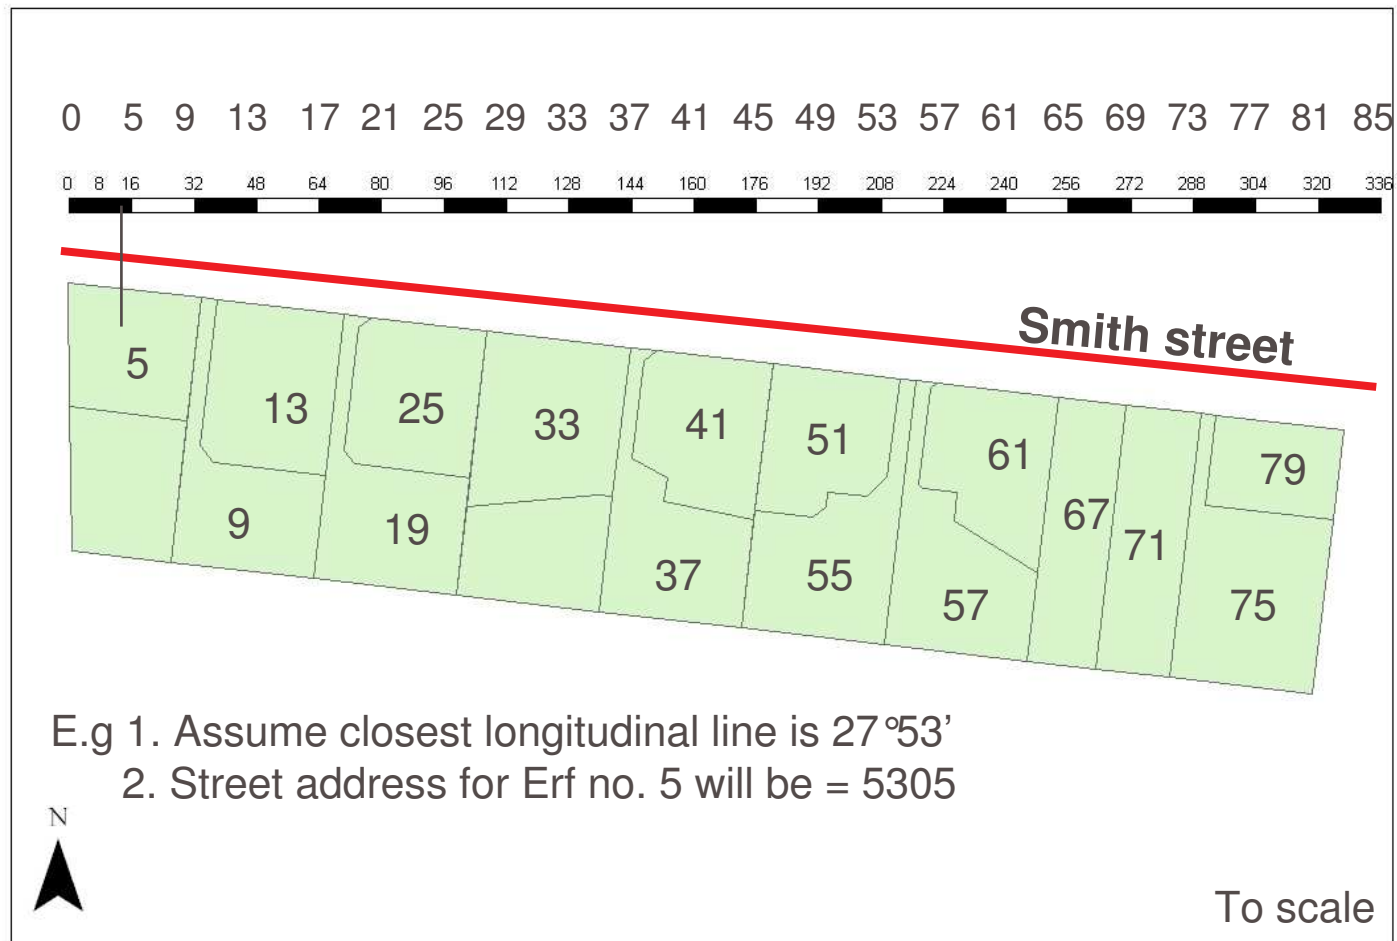 0 5 9 13 17 21 25 29 33 37 41 45 49 53 57 61 65 69 73 77 81 85
0 8 16 32 48 64 80 96 112 128 144 160 176 192 208 224 240 256 272 288 304 320 336
Smith street
5 13 25 33 41 51 61 79
9 19 37 55 57 67 71 75
E.g 1. Assume closest longitudinal line is 27°53’
2. Street address for Erf no. 5 will be = 5305
N
To scale